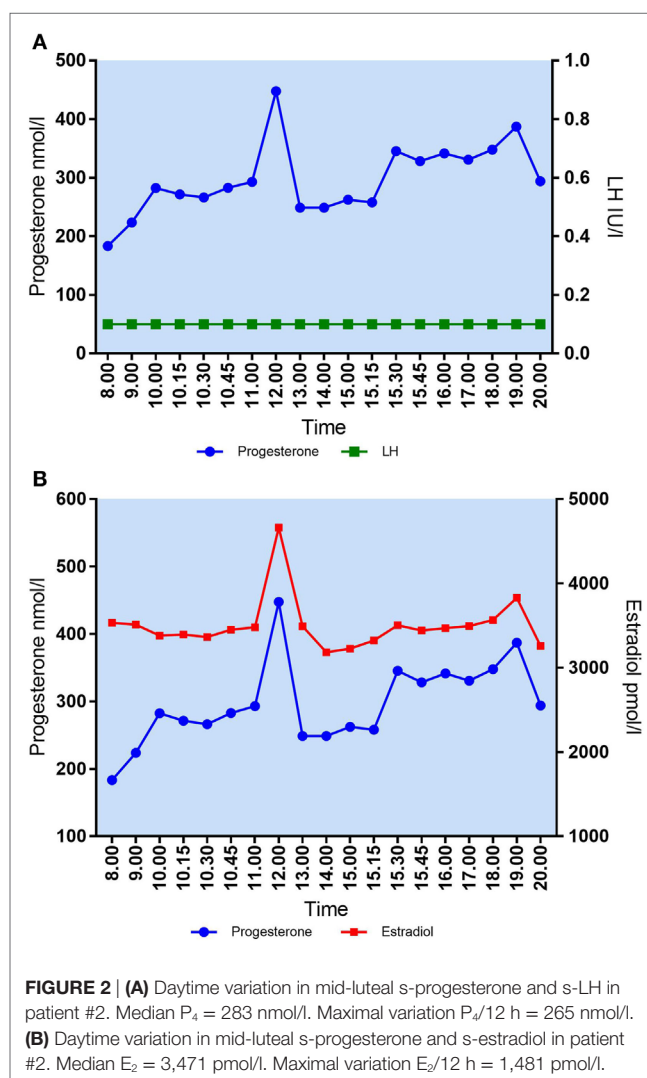 A
500
400
300
200
100
0
Progesterone nmol/l
1.0
0.8
0.6
0.4
0.2
0.0
LH IU/l
8.00 9.00 10.00 10.15 10.30 10.45 11.00 12.00 13.00 14.00 15.00 15.15 15.30 15.45 16.00 17.00 18.00 19.00 20.00
Time
Progesterone LH
B
600
500
400
300
200
100
Progesterone nmol/l
5000
4000
3000
2000
1000
Estradiol pmol/l
8.00 9.00 10.00 10.15 10.30 10.45 11.00 12.00 13.00 14.00 15.00 15.15 15.30 15.45 16.00 17.00 18.00 19.00 20.00
Time
Progesterone Estradiol
FIGURE 2 | (A) Daytime variation in mid-luteal s-progesterone and s-LH in
patient #2. Median P₄ = 283 nmol/l. Maximal variation P₄/12 h = 265 nmol/l.
(B) Daytime variation in mid-luteal s-progesterone and s-estradiol in patient
#2. Median E₂ = 3,471 pmol/l. Maximal variation E₂/12 h = 1,481 pmol/l.